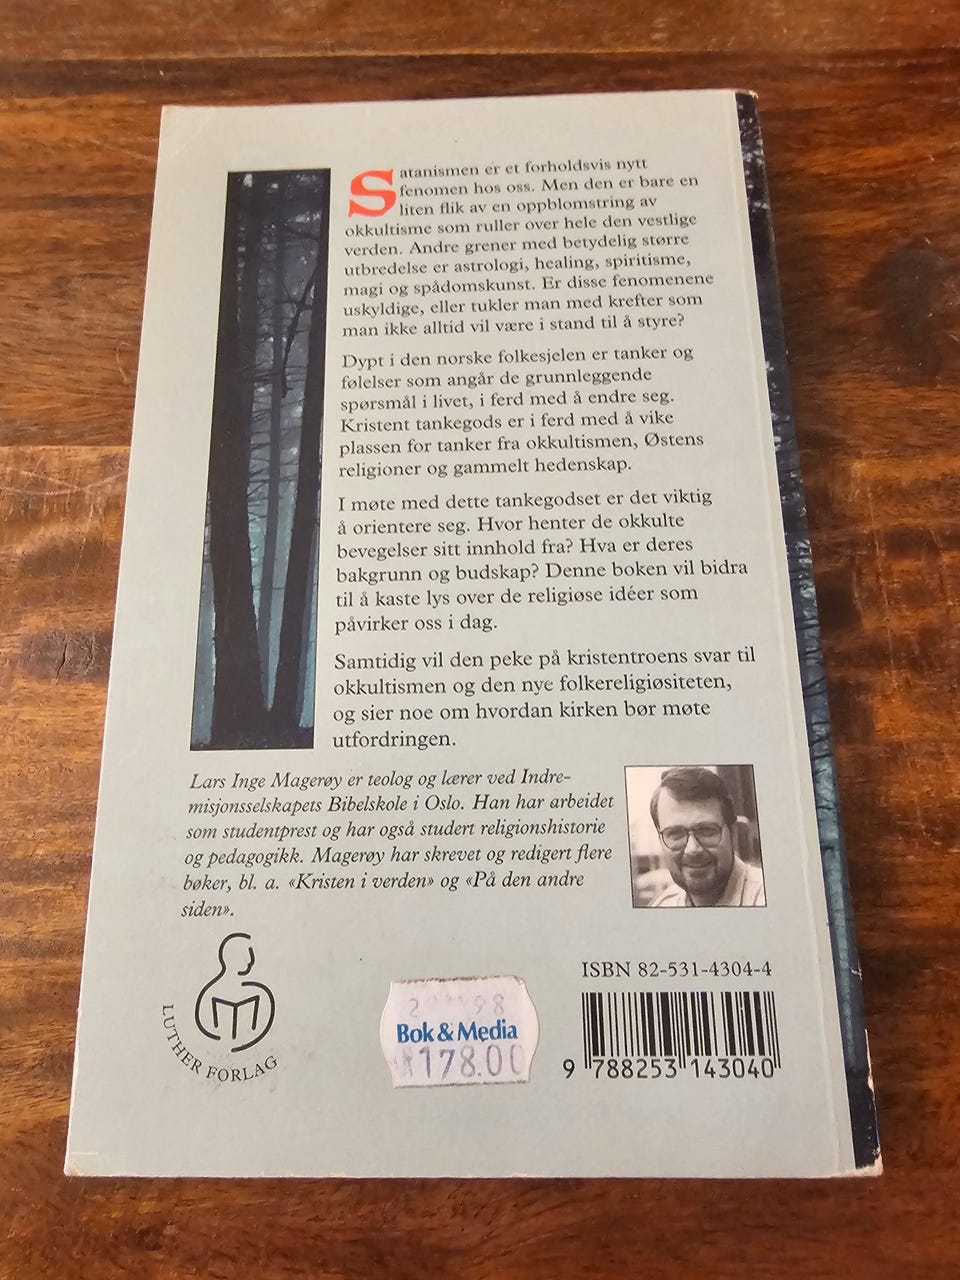 Satanismen er et forholdsvis nytt
fenomen hos oss. Men den er bare en
liten flik av en oppblomstring av
okkultisme som ruller over hele den vestlige
verden. Andre grener med betydelig større
utbredelse er astrologi, healing, spiritisme,
magi og spådomskunst. Er disse fenomenene
uskyldige, eller tukler man med krefter som
man ikke alltid vil være i stand til å styre?
Dypt i den norske folkesjelen er tanker og
følelser som angår de grunnleggende
spørsmål i livet, i ferd med å endre seg.
Kristent tankegods er i ferd med å vike
plassen for tanker fra okkultismen, Østens
religioner og gammelt hedenskap.
I møte med dette tankegodset er det viktig
å orientere seg. Hvor henter de okkulte
bevegelser sitt innhold fra? Hva er deres
bakgrunn og budskap? Denne boken vil bidra
til å kaste lys over de religiøse idéer som
påvirker oss i dag.
Samtidig vil den peke på kristentroens svar til
okkultismen og den nye folkereligiøsiteten,
og sier noe om hvordan kirken bør møte
utfordringen.
Lars Inge Magerøy er teolog og lærer ved Indre-
misjonsselskapets Bibelskole i Oslo. Han har arbeidet
som studentprest og har også studert religionshistorie
og pedagogikk. Magerøy har skrevet og redigert flere
bøker, bl. a. «Kristen i verden» og «På den andre
siden».
LUTHER FORLAG
Bok & Media
178.00
ISBN 82-531-4304-4
9 788253 143040